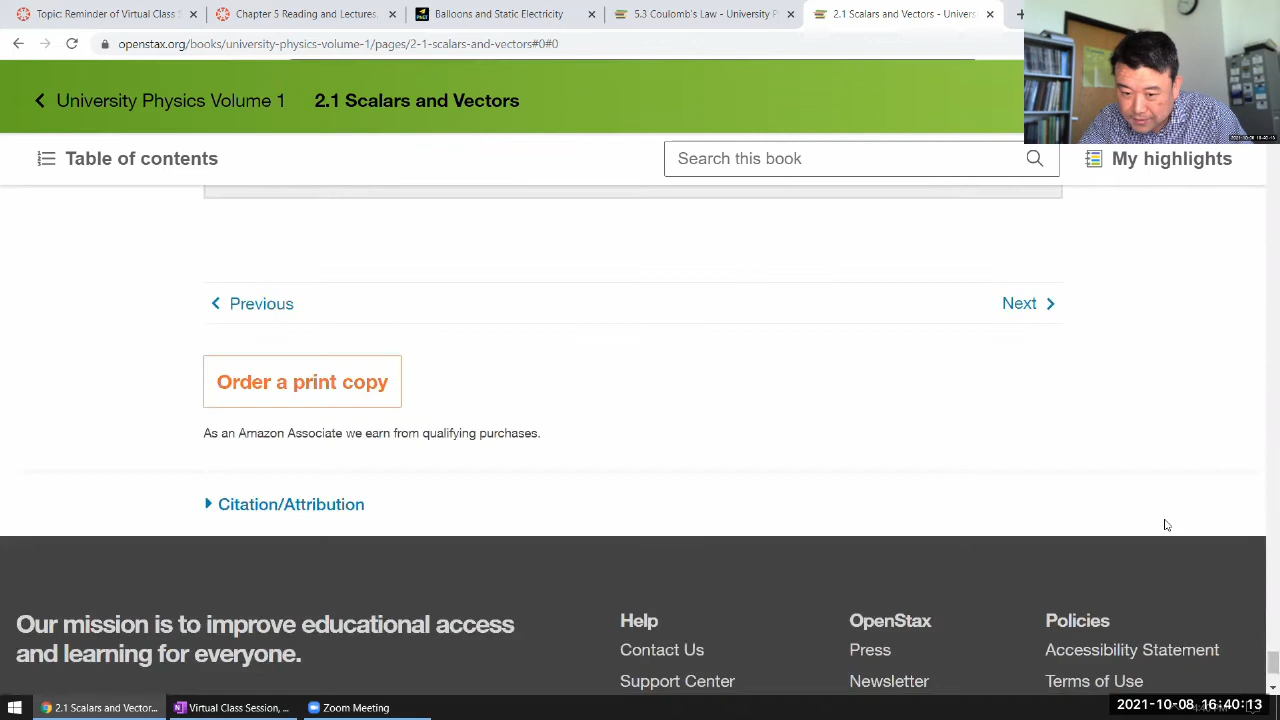 Topic: Reminder of Virtual Class S
Chapter 5 Reading and Lectures:
Balloons and Static Electricity
5.3 Coulomb's Law - University P
2.1 Scalars and Vectors - Univers
openstax.org/books/university-physics-volume-1/pages/2-1-scalars-and-vectors#0#0
University Physics Volume 1
2.1 Scalars and Vectors
2021-10-08 16:40:13
Table of contents
Search this book
My highlights
Previous
Next
Order a print copy
As an Amazon Associate we earn from qualifying purchases.
Citation/Attribution
Our mission is to improve educational access
and learning for everyone.
Help
Contact Us
Support Center
OpenStax
Press
Newsletter
Policies
Accessibility Statement
Terms of Use
2.1 Scalars and Vector...
Virtual Class Session, ...
Zoom Meeting
2021-10-08 16:40:13